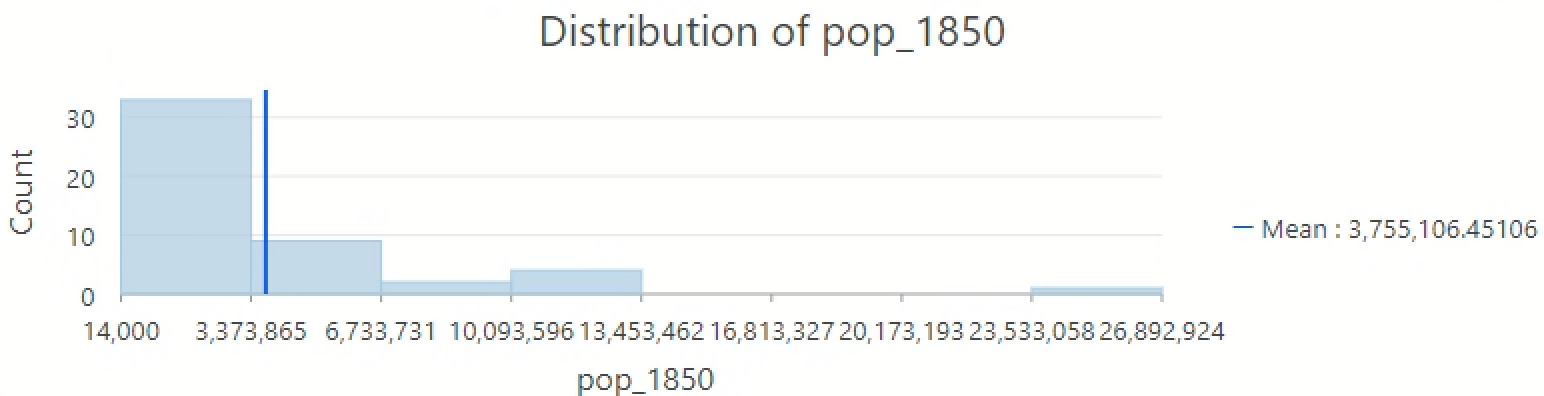 Distribution of pop_1850
Count
30
20
10
0
14,000 3,373,865 6,733,731 10,093,596 13,453,462 16,813,327 20,173,193 23,533,058 26,892,924
pop_1850
Mean : 3,755,106.45106